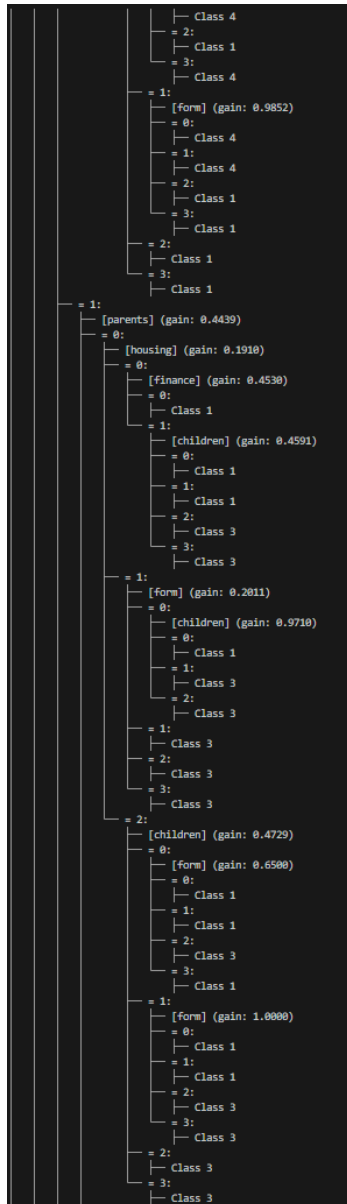 Class 4
= 2:
Class 1
= 3:
Class 4
= 1:
[form] (gain: 0.9852)
= 0:
Class 4
= 1:
Class 4
= 2:
Class 1
= 3:
Class 1
= 2:
Class 1
= 3:
Class 1
= 1:
[parents] (gain: 0.4439)
= 0:
[housing] (gain: 0.1910)
= 0:
[finance] (gain: 0.4530)
= 0:
Class 1
= 1:
[children] (gain: 0.4591)
= 0:
Class 1
= 1:
Class 1
= 2:
Class 3
= 3:
Class 3
= 1:
[form] (gain: 0.2011)
= 0:
[children] (gain: 0.9710)
= 0:
Class 1
= 1:
Class 3
= 2:
Class 3
= 1:
Class 3
= 2:
Class 3
= 3:
Class 3
= 2:
[children] (gain: 0.4729)
= 0:
[form] (gain: 0.6500)
= 0:
Class 1
= 1:
Class 1
= 2:
Class 3
= 3:
Class 1
= 1:
[form] (gain: 1.0000)
= 0:
Class 1
= 1:
Class 1
= 2:
Class 3
= 3:
Class 3
= 2:
Class 3
= 3:
Class 3